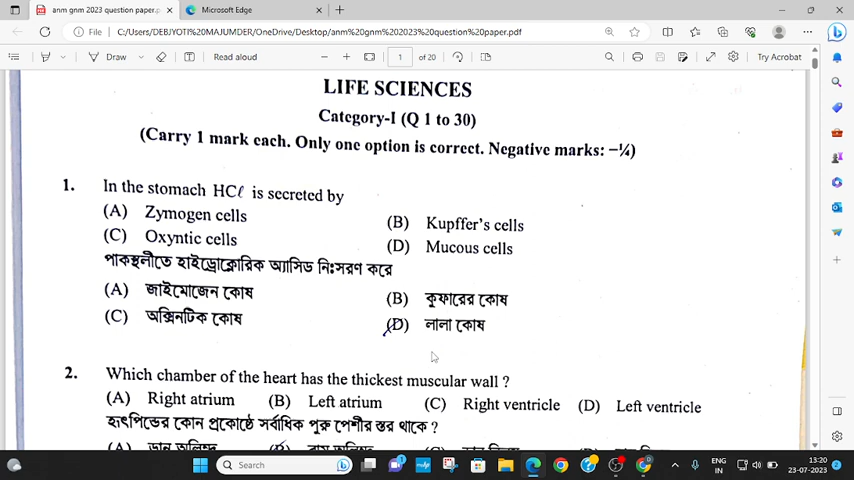 anm gnm 2023 question paper.p
Microsoft Edge
File
C:/Users/DEBJYOTI%20MAJUMDER/OneDrive/Desktop/anm%20gnm%202023%20question%20paper.pdf
Draw
Read aloud
1 of 20
Try Acrobat
LIFE SCIENCES
Category-I (Q 1 to 30)
(Carry 1 mark each. Only one option is correct. Negative marks: –¼)
1. In the stomach HCℓ is secreted by
(A) Zymogen cells (B) Kupffer's cells
(C) Oxyntic cells (D) Mucous cells
পাকস্থলীতে হাইড্রোক্লোরিক অ্যাসিড নিঃসরণ করে
(A) জাইমোজেন কোষ (B) কুফারের কোষ
(C) অক্সিনটিক কোষ (D) লালা কোষ
2. Which chamber of the heart has the thickest muscular wall ?
(A) Right atrium (B) Left atrium (C) Right ventricle (D) Left ventricle
হৃৎপিন্ডের কোন প্রকোষ্ঠে সর্বাধিক পুরু পেশীর স্তর থাকে ?
(A) ডান অলিন্দ (B) বাম অলিন্দ
Search
ENG
IN
13:20
23-07-2023